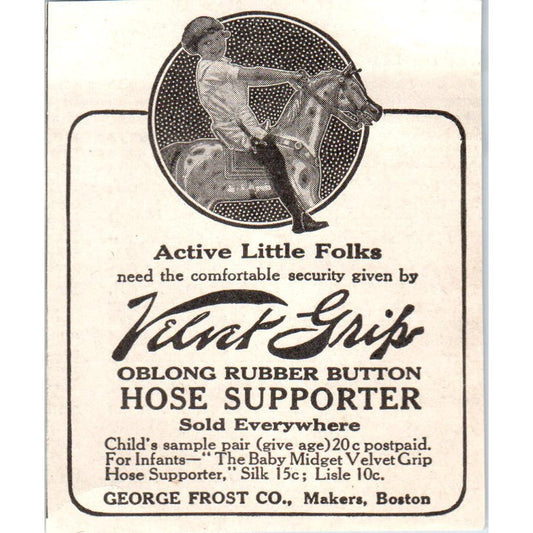 Active Little Folks
need the comfortable security given by
Velvet Grip
OBLONG RUBBER BUTTON
HOSE SUPPORTER
Sold Everywhere
Child's sample pair (give age) 20c postpaid.
For Infants—"The Baby Midget Velvet Grip
Hose Supporter," Silk 15c; Lisle 10c.
GEORGE FROST CO., Makers, Boston